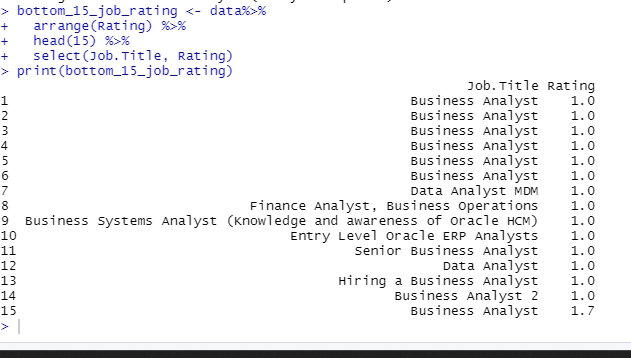 > bottom_15_job_rating <- data%>%
+   arrange(Rating) %>%
+   head(15) %>%
+   select(Job.Title, Rating)
> print(bottom_15_job_rating)
Job.Title Rating
1 Business Analyst 1.0
2 Business Analyst 1.0
3 Business Analyst 1.0
4 Business Analyst 1.0
5 Business Analyst 1.0
6 Business Analyst 1.0
7 Data Analyst MDM 1.0
8 Finance Analyst, Business Operations 1.0
9 Business Systems Analyst (Knowledge and awareness of Oracle HCM) 1.0
10 Entry Level Oracle ERP Analysts 1.0
11 Senior Business Analyst 1.0
12 Data Analyst 1.0
13 Hiring a Business Analyst 1.0
14 Business Analyst 2 1.0
15 Business Analyst 1.7
>